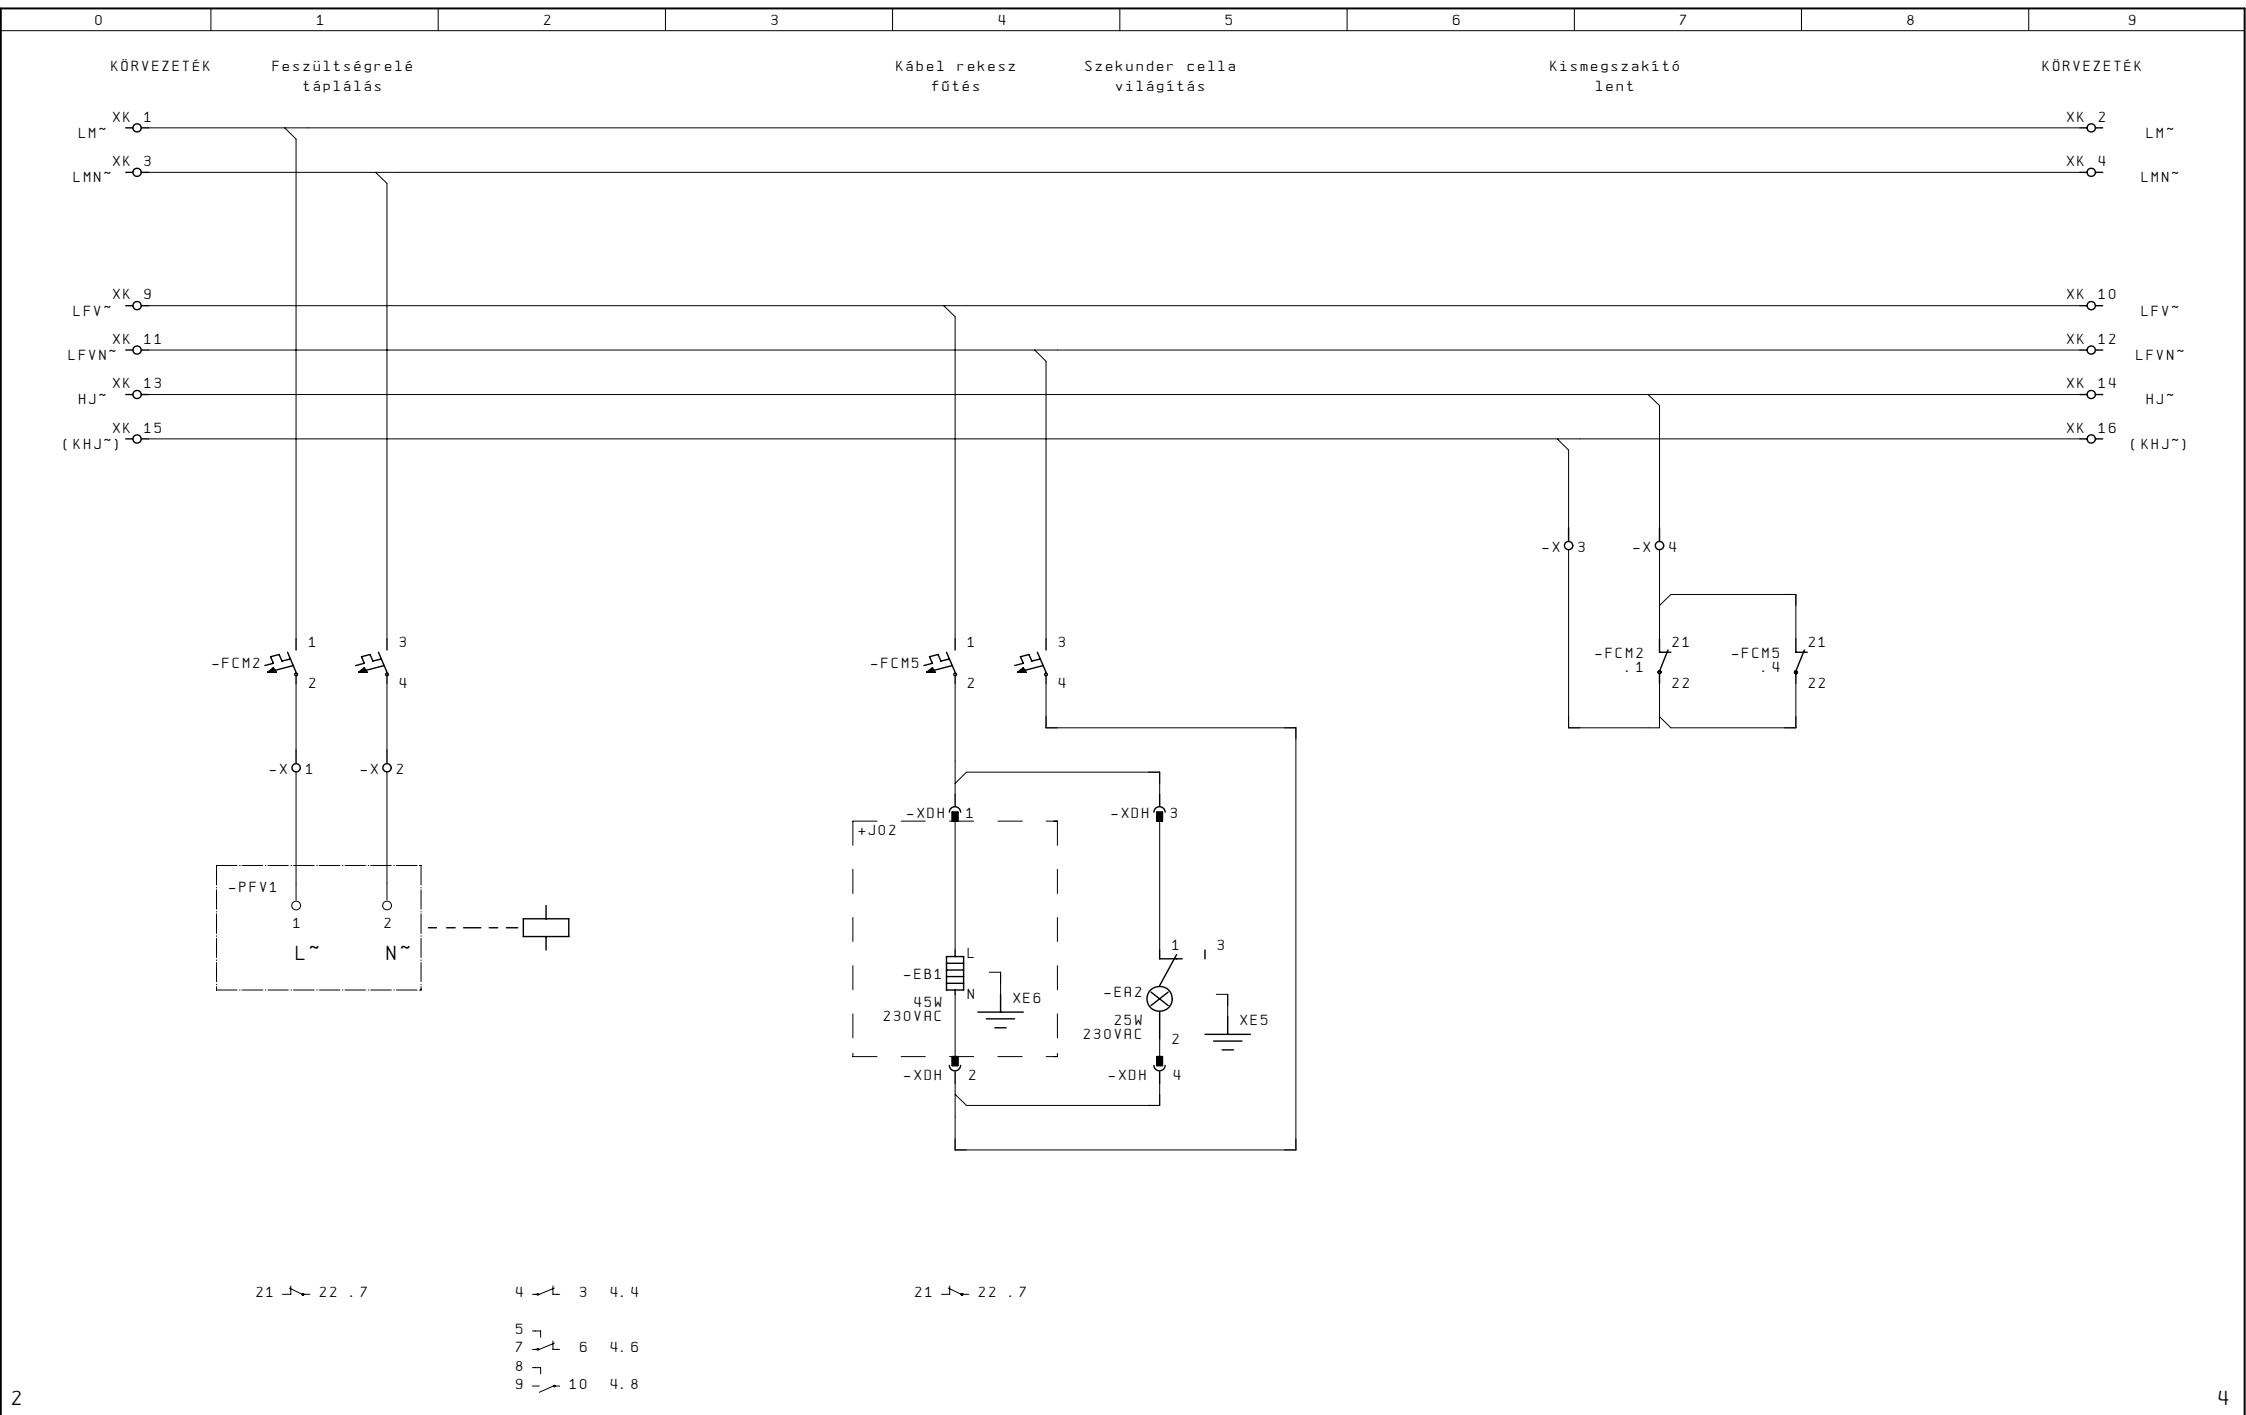 0 1 2 3 4 5 6 7 8 9
KÖRVEZETÉK Feszültségrelé Kábel rekesz Szekunder cella Kismegszakító KÖRVEZETÉK
táplálás fűtés világítás lent
XK 1 XK 2
LM~ LM~
XK 3 XK 4
LMN~ LMN~
XK 9 XK 10
LFV~ LFV~
XK 11 XK 12
LFVN~ LFVN~
XK 13 XK 14
HJ~ HJ~
XK 15 XK 16
(KHJ~) (KHJ~)
-X 3 -X 4
1 3 1 3 21 21
-FCM2 -FCM5 -FCM2 -FCM5
.1 .4
2 4 2 4 22 22
-X 1 -X 2
-XDH 1 -XDH 3
+J02
-PFV1
1 2
L~ N~
1 3
L
-EB1
N XE6 -EA2
45W
230VAC
25W XE5
230VAC 2
-XDH 2 -XDH 4
21 22 .7 4 3 4.4 21 22 .7
5
7 6 4.6
8
9 10 4.8
2 4